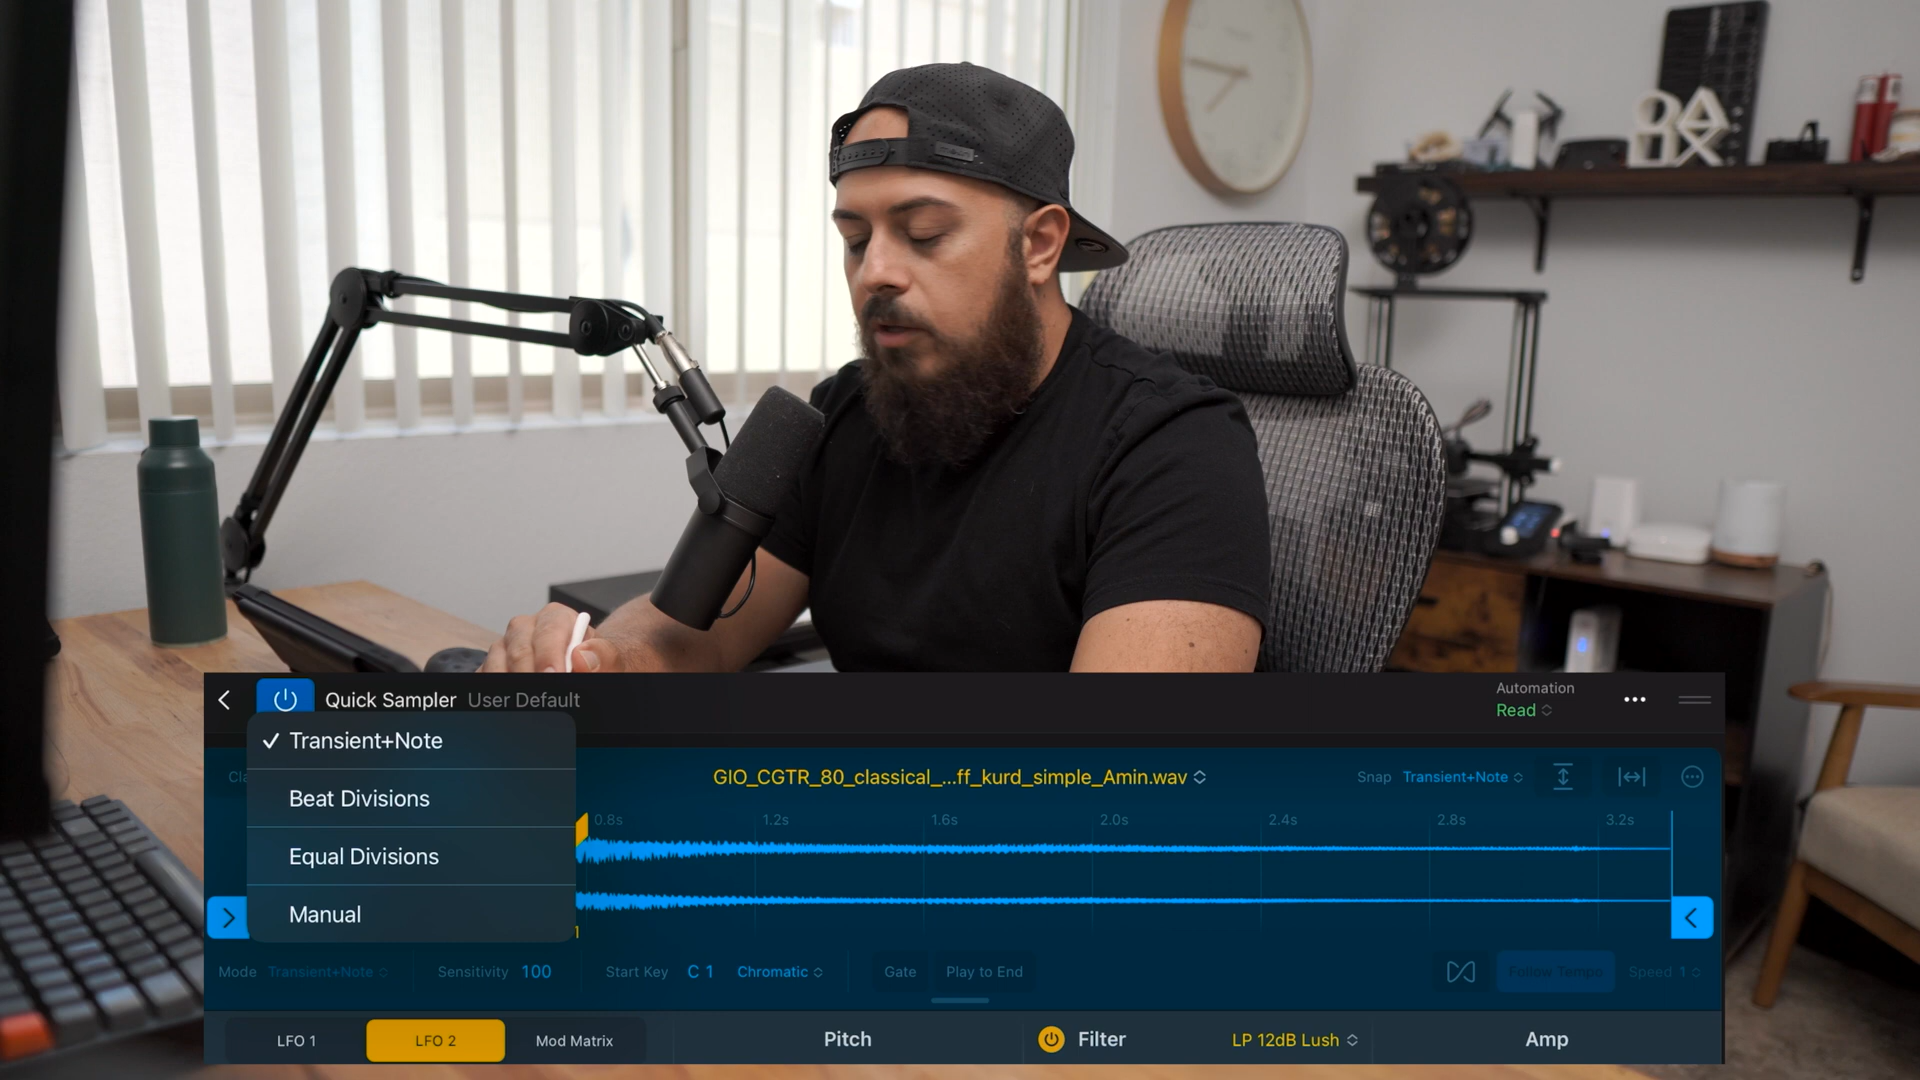 Quick Sampler User Default
Automation
Read
Transient+Note
Beat Divisions
Equal Divisions
Manual
GIO_CGTR_80_classical_...ff_kurd_simple_Amin.wav
Snap Transient+Note
0.8s 1.2s 1.6s 2.0s 2.4s 2.8s 3.2s
1
Mode Transient+Note Sensitivity 100 Start Key C 1 Chromatic Gate Play to End Follow Tempo Speed 1
LFO 1 LFO 2 Mod Matrix Pitch Filter LP 12dB Lush Amp